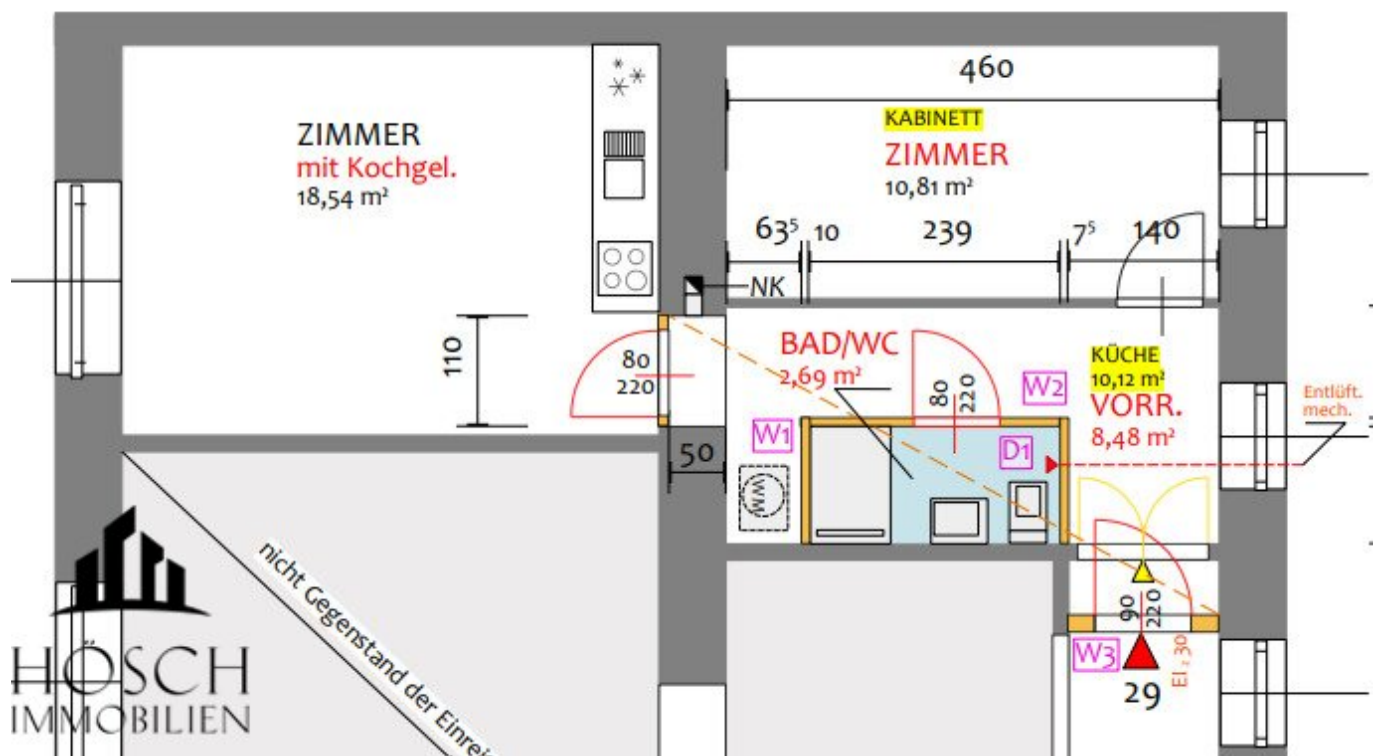 460
KABINETT
ZIMMER
10,81 m²
ZIMMER
mit Kochgel.
18,54 m²
63⁵
10
239
7⁵
140
NK
110
80
220
BAD/WC
2,69 m²
80
220
W2
KÜCHE
10,12 m²
VORR.
8,48 m²
Entlüft.
mech.
W1
D1
50
WM
nicht Gegenstand der Einrei
90
220
EI₂ 30
W3
29
HÖSCH
IMMOBILIEN